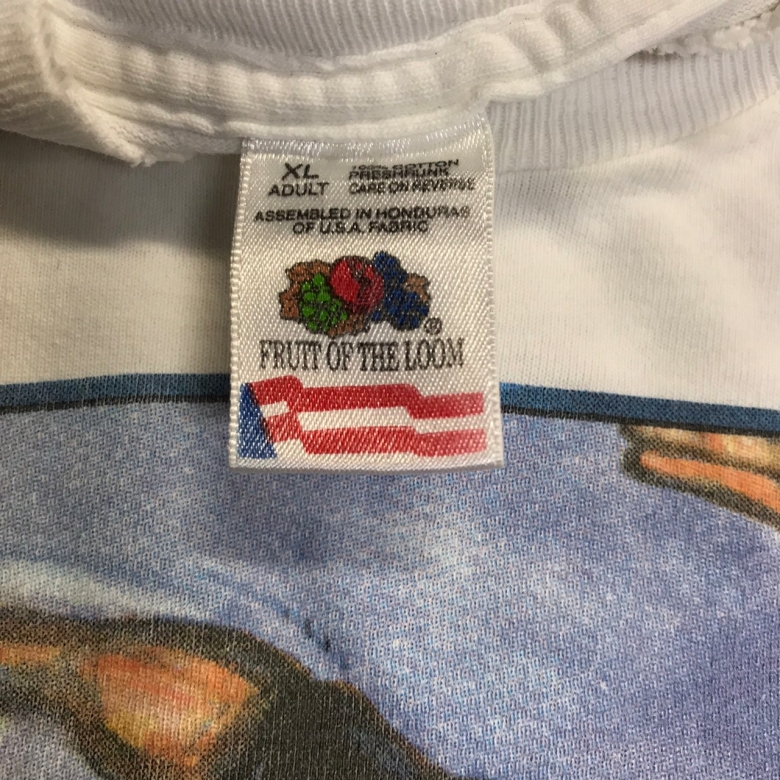 XL
ADULT
100% COTTON
PRESHRUNK
CARE ON REVERSE
ASSEMBLED IN HONDURAS
OF U.S.A. FABRIC
®
FRUIT OF THE LOOM